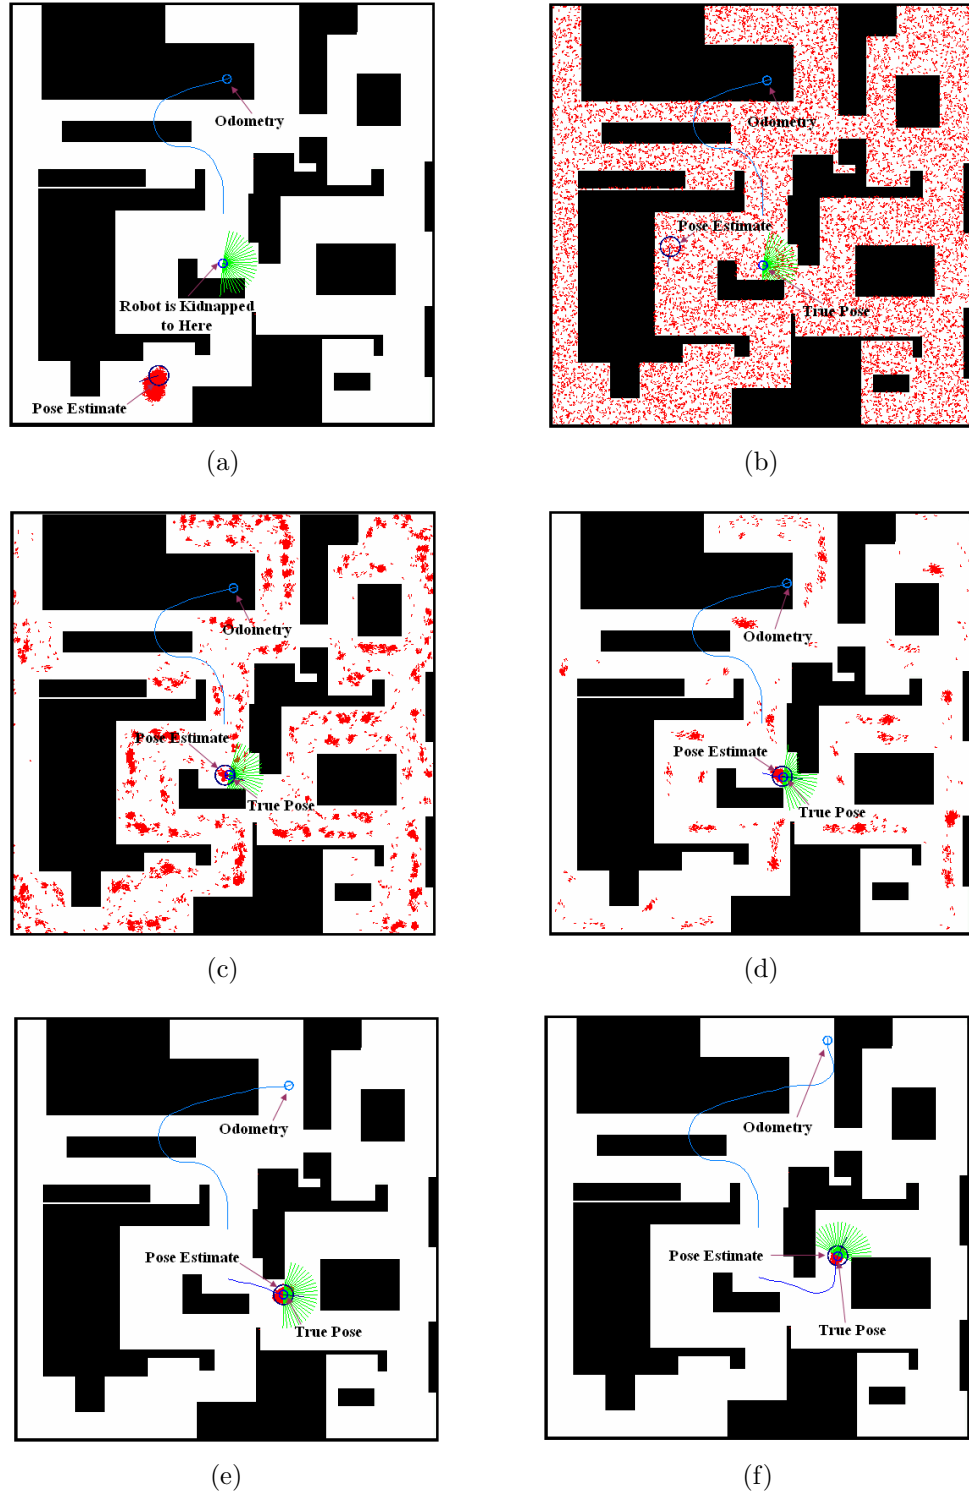 Odometry
Robot is Kidnapped
to Here
Pose Estimate
(a)
Odometry
Pose Estimate
True Pose
(b)
Odometry
Pose Estimate
True Pose
(c)
Odometry
Pose Estimate
True Pose
(d)
Odometry
Pose Estimate
True Pose
(e)
Odometry
Pose Estimate
True Pose
(f)